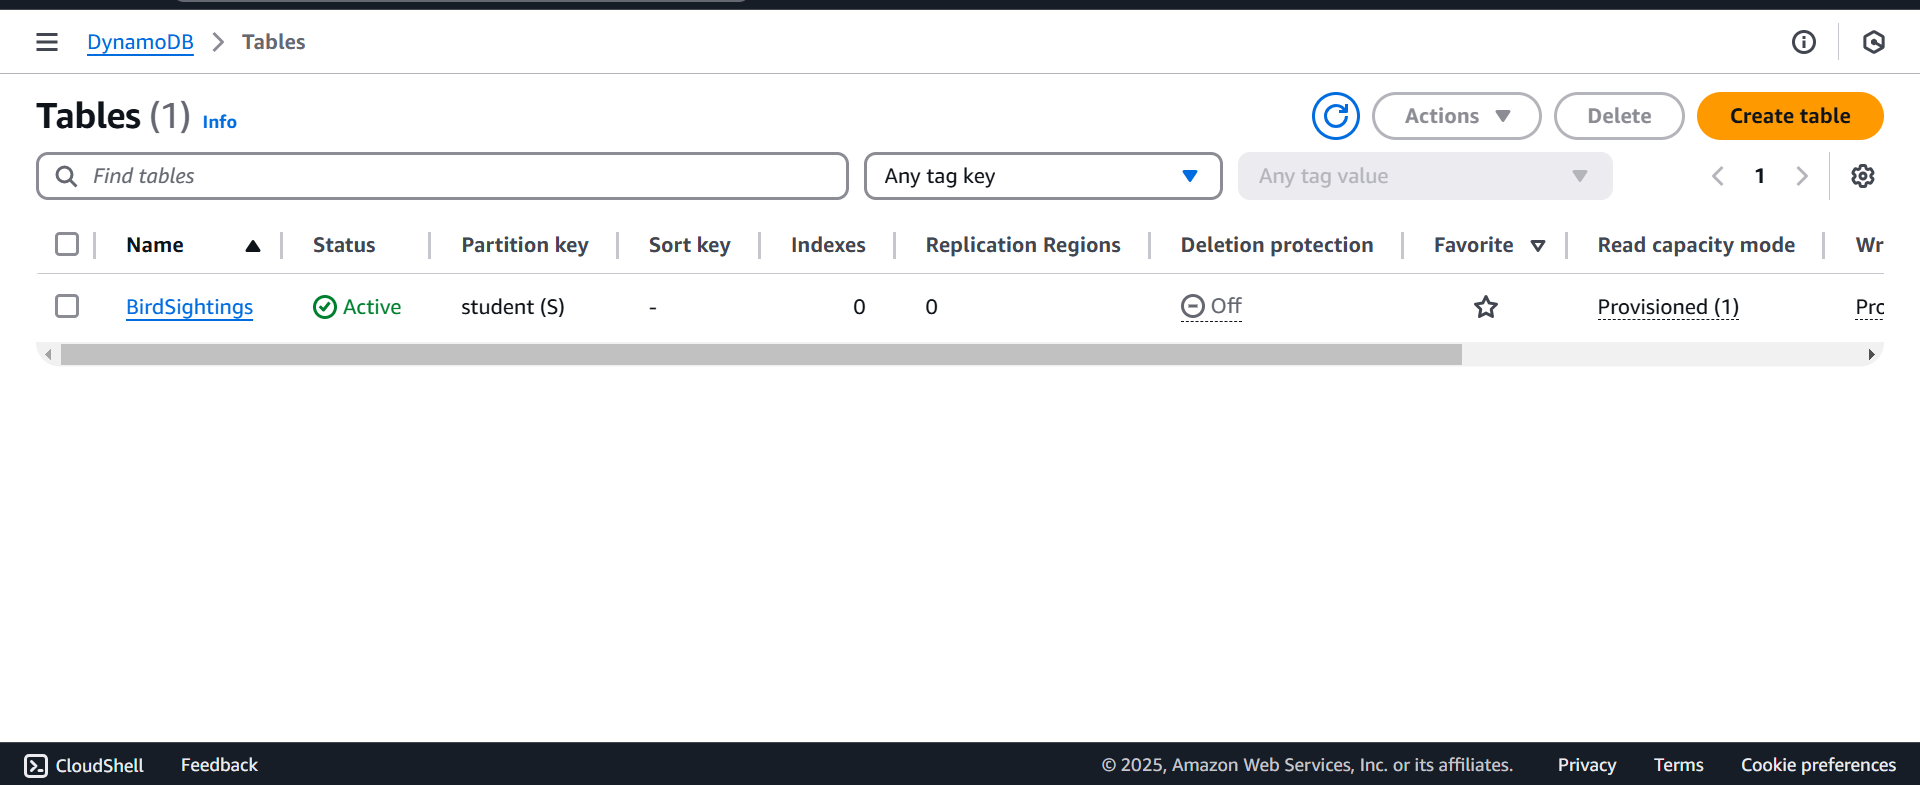 DynamoDB > Tables
Tables (1) Info
Actions Delete Create table
Find tables Any tag key Any tag value 1
Name Status Partition key Sort key Indexes Replication Regions Deletion protection Favorite Read capacity mode Wr
BirdSightings Active student (S) - 0 0 Off Provisioned (1) Pro
CloudShell Feedback © 2025, Amazon Web Services, Inc. or its affiliates. Privacy Terms Cookie preferences